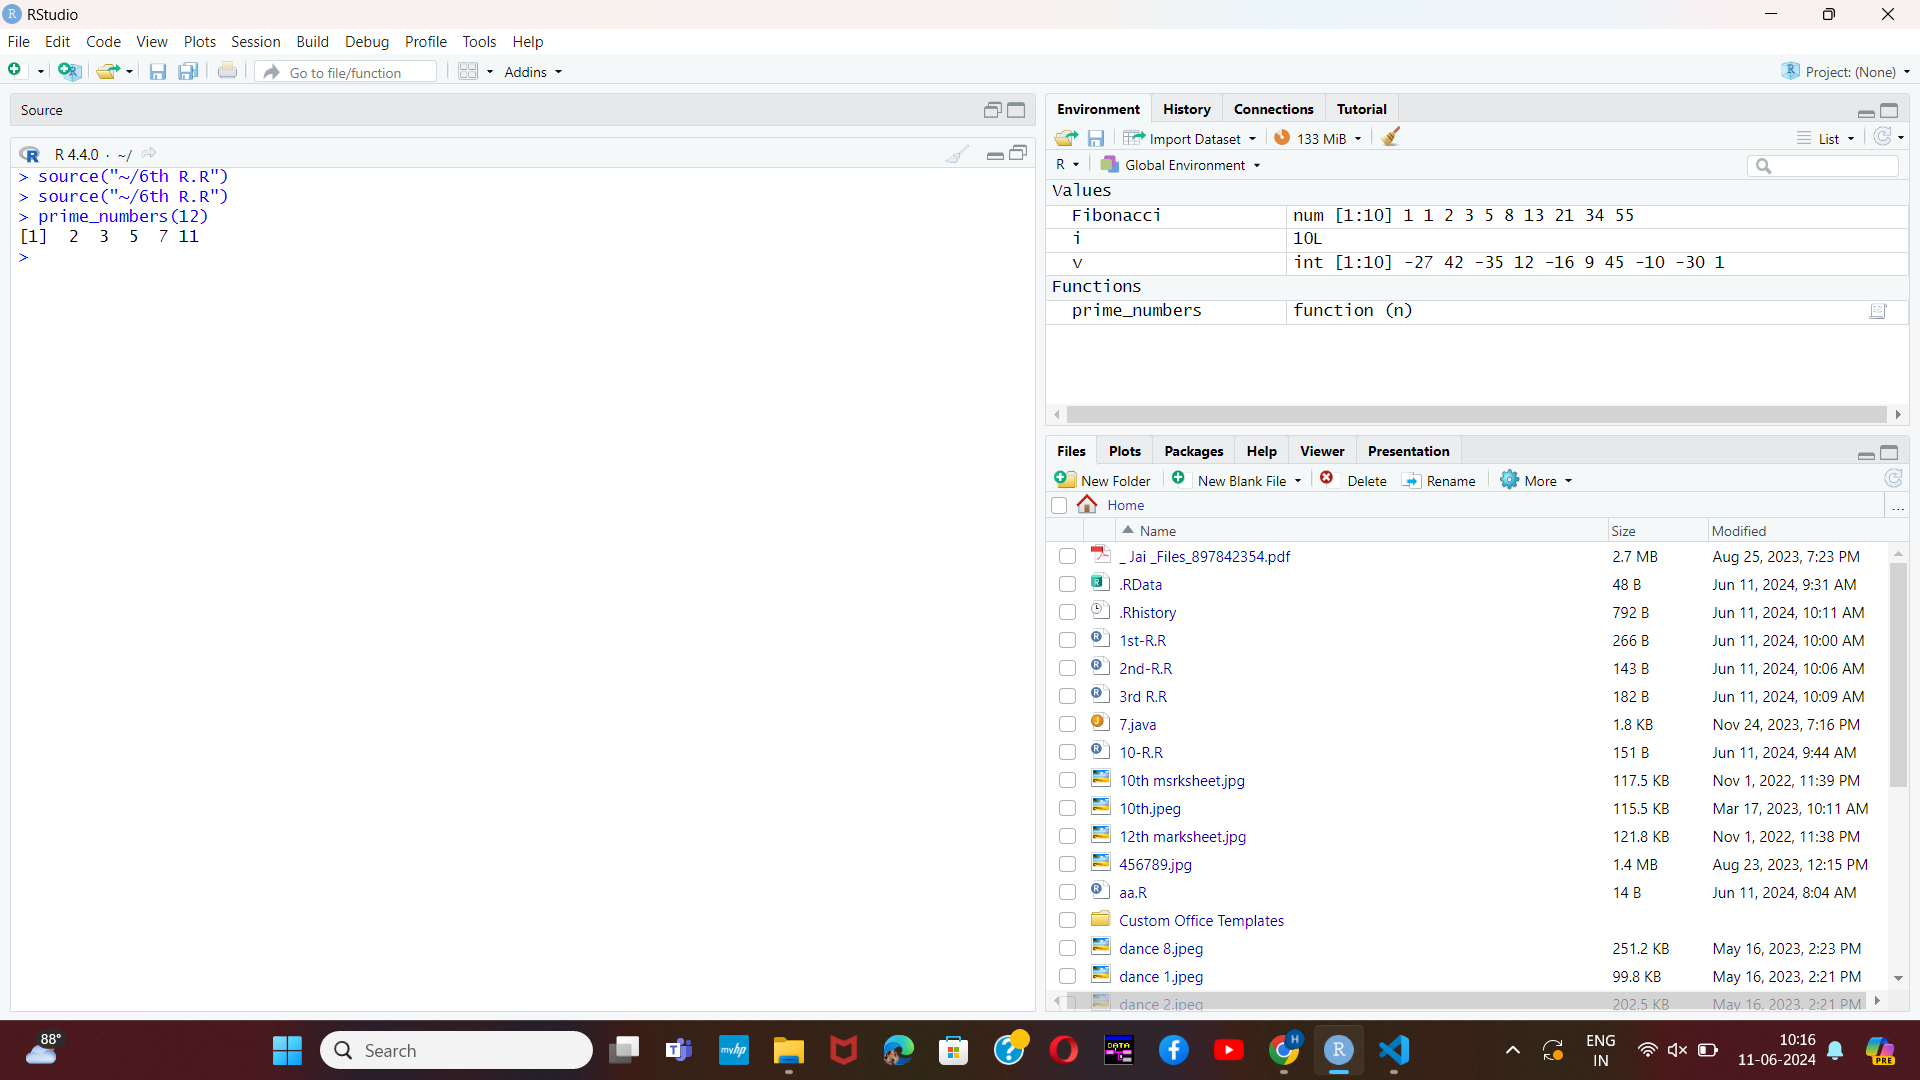 RStudio
File Edit Code View Plots Session Build Debug Profile Tools Help
Go to file/function Addins Project: (None)
Source
R 4.4.0 · ~/
> source("~/6th R.R")
> source("~/6th R.R")
> prime_numbers(12)
[1] 2 3 5 7 11
>
Environment History Connections Tutorial
Import Dataset 133 MiB List
R Global Environment
Values
Fibonacci num [1:10] 1 1 2 3 5 8 13 21 34 55
i 10L
v int [1:10] -27 42 -35 12 -16 9 45 -10 -30 1
Functions
prime_numbers function (n)
Files Plots Packages Help Viewer Presentation
New Folder New Blank File Delete Rename More
Home ...
Name Size Modified
_ Jai _Files_897842354.pdf 2.7 MB Aug 25, 2023, 7:23 PM
.RData 48 B Jun 11, 2024, 9:31 AM
.Rhistory 792 B Jun 11, 2024, 10:11 AM
1st-R.R 266 B Jun 11, 2024, 10:00 AM
2nd-R.R 143 B Jun 11, 2024, 10:06 AM
3rd R.R 182 B Jun 11, 2024, 10:09 AM
7.java 1.8 KB Nov 24, 2023, 7:16 PM
10-R.R 151 B Jun 11, 2024, 9:44 AM
10th msrksheet.jpg 117.5 KB Nov 1, 2022, 11:39 PM
10th.jpeg 115.5 KB Mar 17, 2023, 10:11 AM
12th marksheet.jpg 121.8 KB Nov 1, 2022, 11:38 PM
456789.jpg 1.4 MB Aug 23, 2023, 12:15 PM
aa.R 14 B Jun 11, 2024, 8:04 AM
Custom Office Templates
dance 8.jpeg 251.2 KB May 16, 2023, 2:23 PM
dance 1.jpeg 99.8 KB May 16, 2023, 2:21 PM
dance 2.jpeg 202.5 KB May 16, 2023, 2:21 PM
88°
Search
myhp
DATA
H
R
ENG
IN
10:16
11-06-2024
PRE